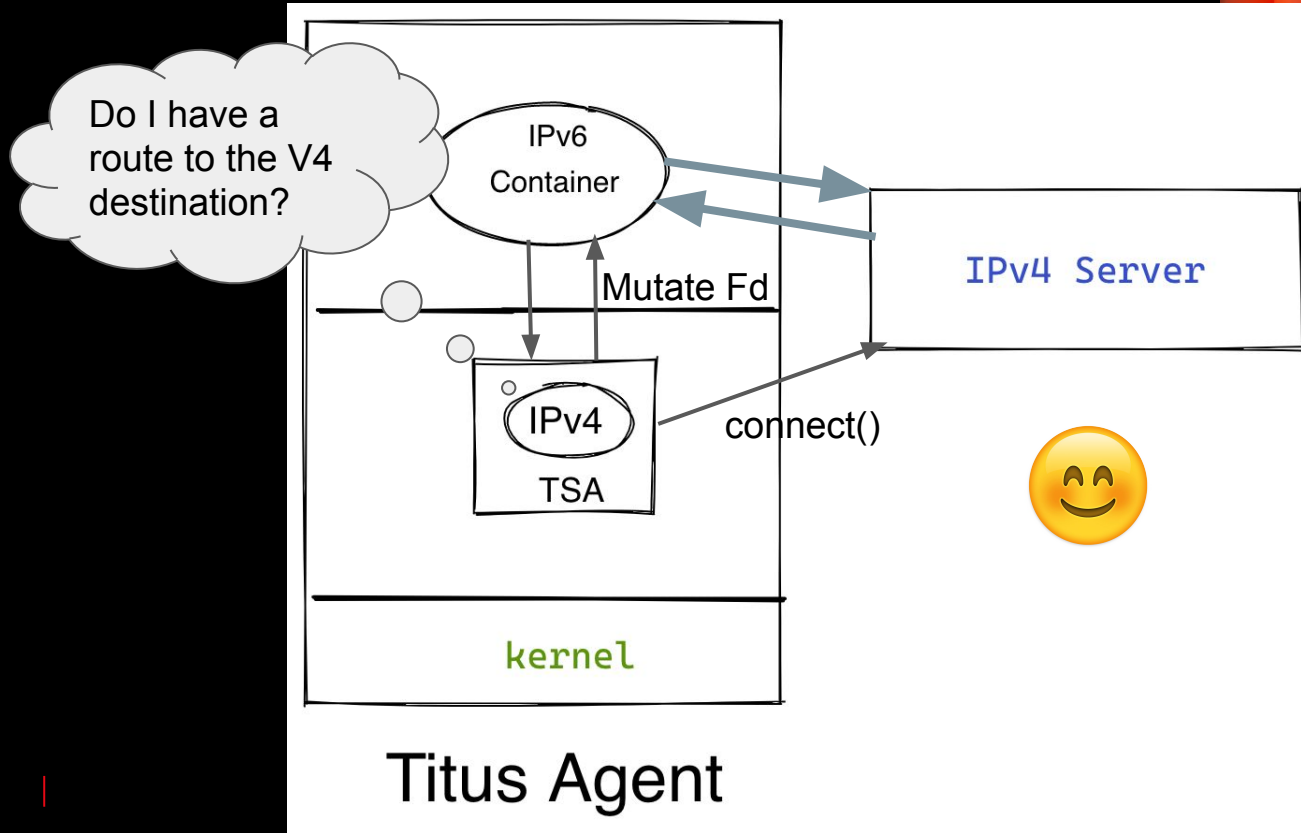 Do I have a
route to the V4
destination?
IPv6
Container
Mutate Fd
IPv4 Server
IPv4
TSA
connect()
kernel
Titus Agent